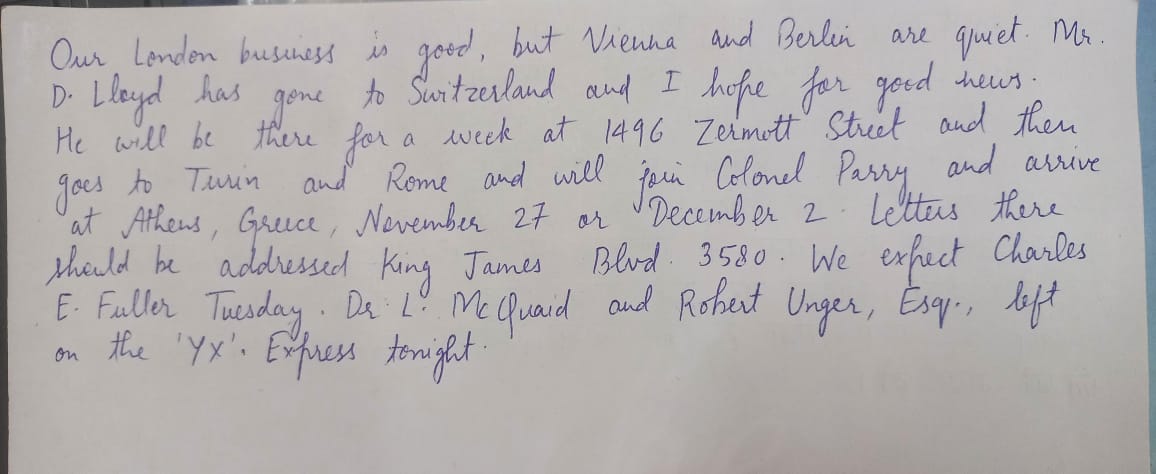 Our London business is good, but Vienna and Berlin are quiet. Mr.
D. Lloyd has gone to Switzerland and I hope for good news.
He will be there for a week at 1496 Zermott Street and then
goes to Turin and Rome and will join Colonel Parry and arrive
at Athens, Greece, November 27 or December 2. Letters there
should be addressed King James Blvd. 3580. We expect Charles
E. Fuller Tuesday. Dr. L. McQuaid and Robert Unger, Esq., left
on the 'YX'. Express tonight.